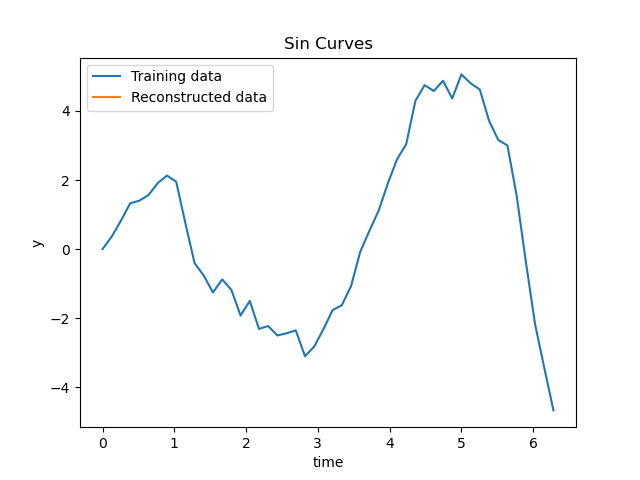 Sin Curves
Training data
Reconstructed data
y
4
2
0
−2
−4
0 1 2 3 4 5 6
time